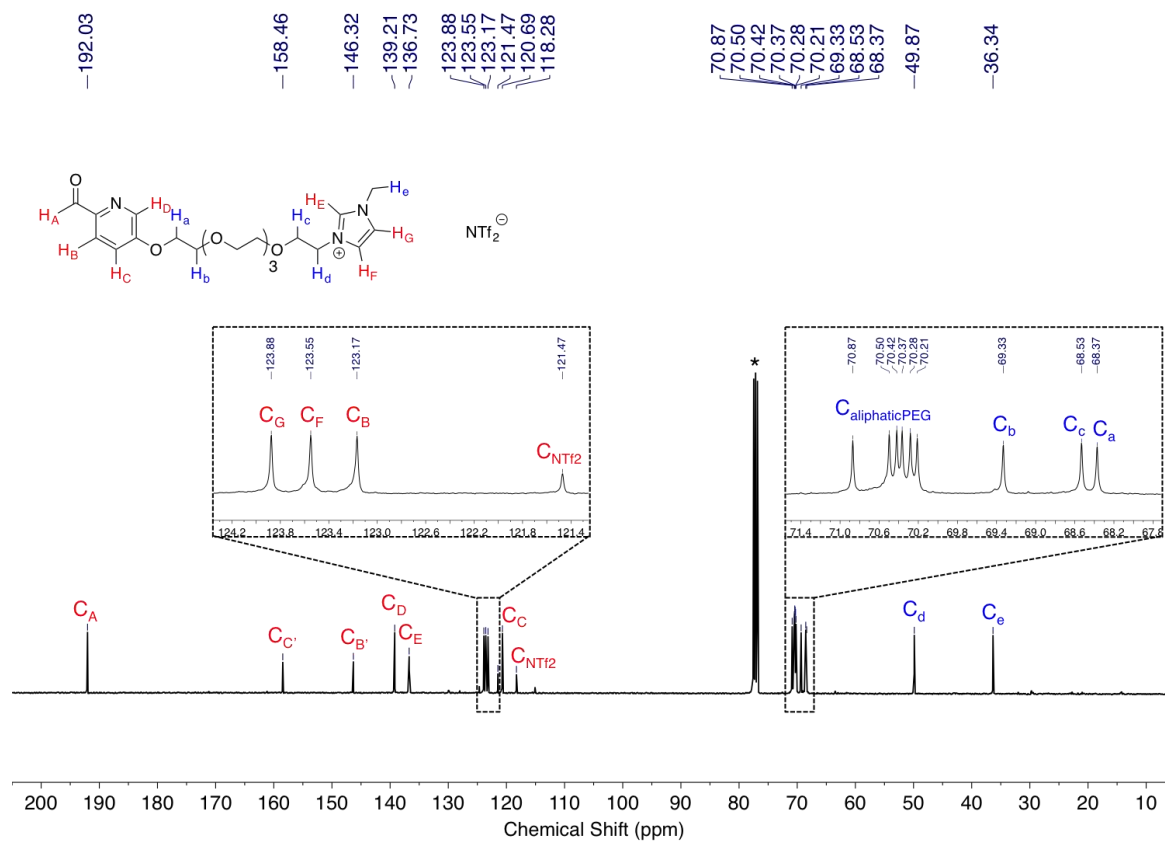 192.03
158.46
146.32
139.21
136.73
123.88
123.55
123.17
121.47
120.69
118.28
70.87
70.50
70.42
70.37
70.28
70.21
69.33
68.53
68.37
49.87
36.34
O
N
H_A
H_B
H_C
H_D
H_a
O
H_b
(O
)3
O
H_c
H_d
H_E
N
N
⊕
H_e
H_G
H_F
NTf2⊖
123.88
123.55
123.17
121.47
C_G
C_F
C_B
C_NTf2
124.2 123.8 123.4 123.0 122.6 122.2 121.8 121.4
*
70.87
70.50
70.42
70.37
70.28
70.21
69.33
68.53
68.37
C_aliphaticPEG
C_b
C_c
C_a
71.4 71.0 70.6 70.2 69.8 69.4 69.0 68.6 68.2 67.8
C_A
C_C'
C_B'
C_D
C_E
C_C
C_NTf2
C_d
C_e
200 190 180 170 160 150 140 130 120 110 100 90 80 70 60 50 40 30 20 10
Chemical Shift (ppm)